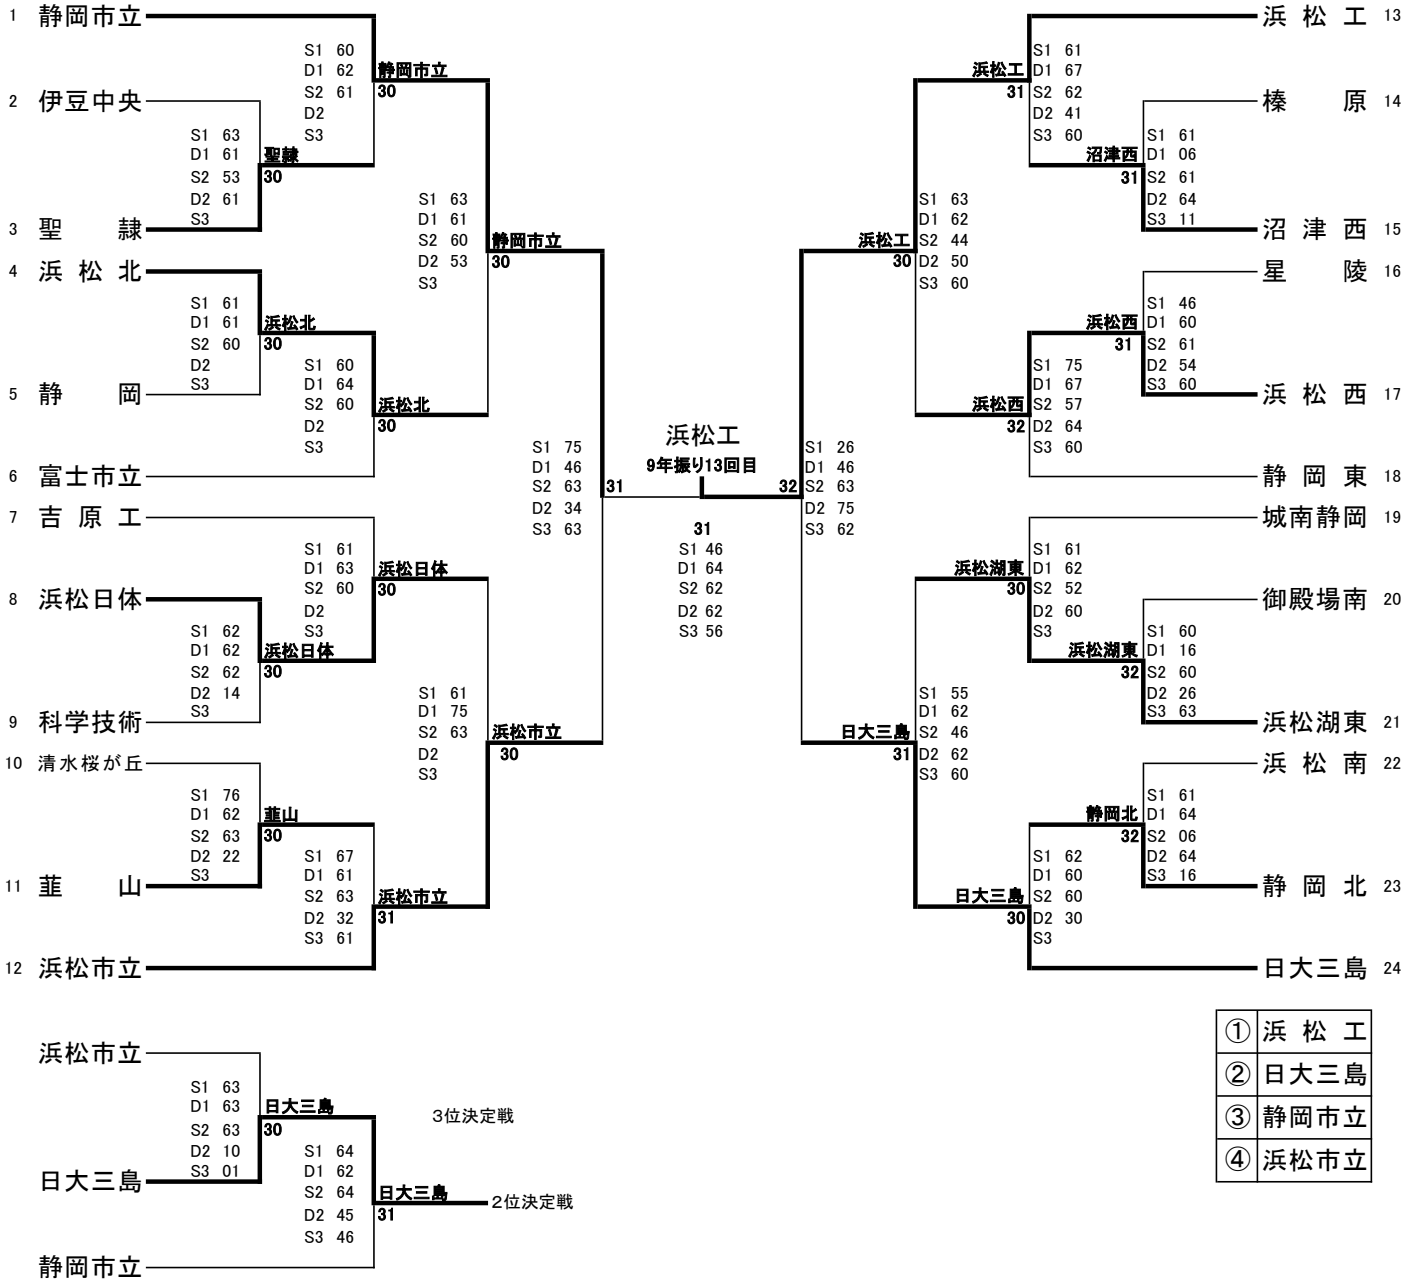 1 静岡市立
S1 60
D1 62
S2 61
D2
S3
静岡市立
30
2 伊豆中央
S1 63
D1 61
S2 53
D2 61
S3
聖隷
30
3 聖隷
S1 63
D1 61
S2 60
D2 53
S3
静岡市立
30
4 浜松北
S1 61
D1 61
S2 60
D2
S3
浜松北
30
5 静岡
S1 60
D1 64
S2 60
D2
S3
浜松北
30
6 富士市立
S1 75
D1 46
S2 63
D2 34
S3 63
31
7 吉原工
S1 61
D1 63
S2 60
D2
S3
浜松日体
30
8 浜松日体
S1 62
D1 62
S2 62
D2 14
S3
浜松日体
30
9 科学技術
S1 61
D1 75
S2 63
D2
S3
浜松市立
30
10 清水桜が丘
S1 76
D1 62
S2 63
D2 22
S3
韮山
30
11 韮山
S1 67
D1 61
S2 63
D2 32
S3 61
浜松市立
31
12 浜松市立
浜松工
9年振り13回目
31
S1 46
D1 64
S2 62
D2 62
S3 56
浜松工 13
浜松工
31
S1 61
D1 67
S2 62
D2 41
S3 60
榛原 14
沼津西
31
S1 61
D1 06
S2 61
D2 64
S3 11
沼津西 15
浜松工
30
S1 63
D1 62
S2 44
D2 50
S3 60
星陵 16
浜松西
31
S1 46
D1 60
S2 61
D2 54
S3 60
浜松西 17
浜松西
32
S1 75
D1 67
S2 57
D2 64
S3 60
静岡東 18
32
S1 26
D1 46
S2 63
D2 75
S3 62
城南静岡 19
浜松湖東
30
S1 61
D1 62
S2 52
D2 60
S3
御殿場南 20
浜松湖東
32
S1 60
D1 16
S2 60
D2 26
S3 63
浜松湖東 21
日大三島
31
S1 55
D1 62
S2 46
D2 62
S3 60
浜松南 22
静岡北
32
S1 61
D1 64
S2 06
D2 64
S3 16
静岡北 23
日大三島
30
S1 62
D1 60
S2 60
D2 30
S3
日大三島 24
浜松市立
S1 63
D1 63
S2 63
D2 10
S3 01
日大三島
30
3位決定戦
日大三島
S1 64
D1 62
S2 64
D2 45
S3 46
日大三島
31
2位決定戦
静岡市立
① 浜松工
② 日大三島
③ 静岡市立
④ 浜松市立